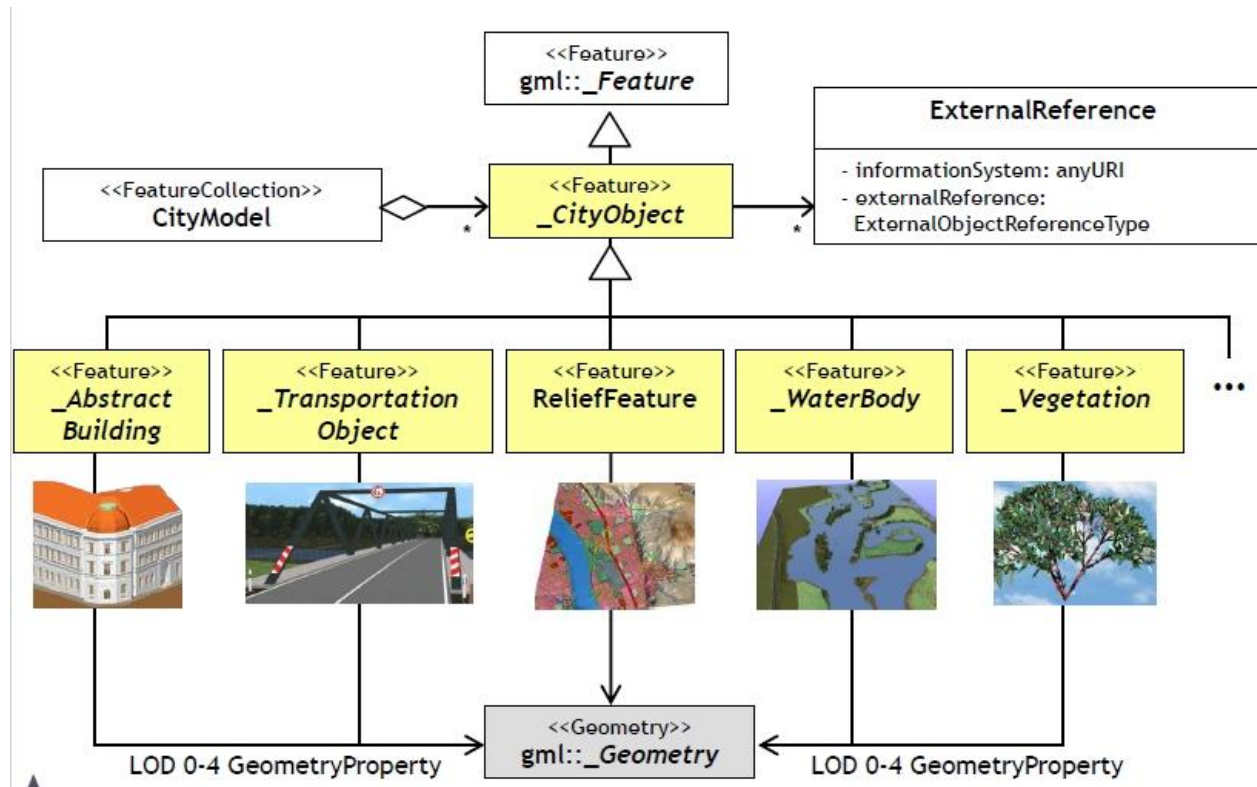 <<Feature>>
gml::_Feature
ExternalReference
- informationSystem: anyURI
- externalReference:
ExternalObjectReferenceType
<<FeatureCollection>>
CityModel
*
<<Feature>>
_CityObject
*
<<Feature>>
_Abstract
Building
<<Feature>>
_Transportation
Object
<<Feature>>
ReliefFeature
<<Feature>>
_WaterBody
<<Feature>>
_Vegetation
•••
<<Geometry>>
gml::_Geometry
LOD 0-4 GeometryProperty
LOD 0-4 GeometryProperty